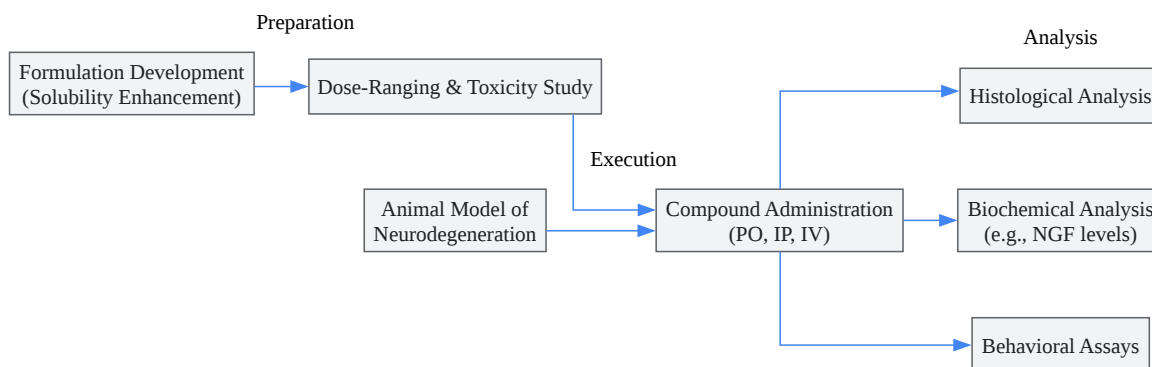 Preparation
Formulation Development
(Solubility Enhancement)
Dose-Ranging & Toxicity Study
Execution
Animal Model of
Neurodegeneration
Compound Administration
(PO, IP, IV)
Analysis
Histological Analysis
Biochemical Analysis
(e.g., NGF levels)
Behavioral Assays